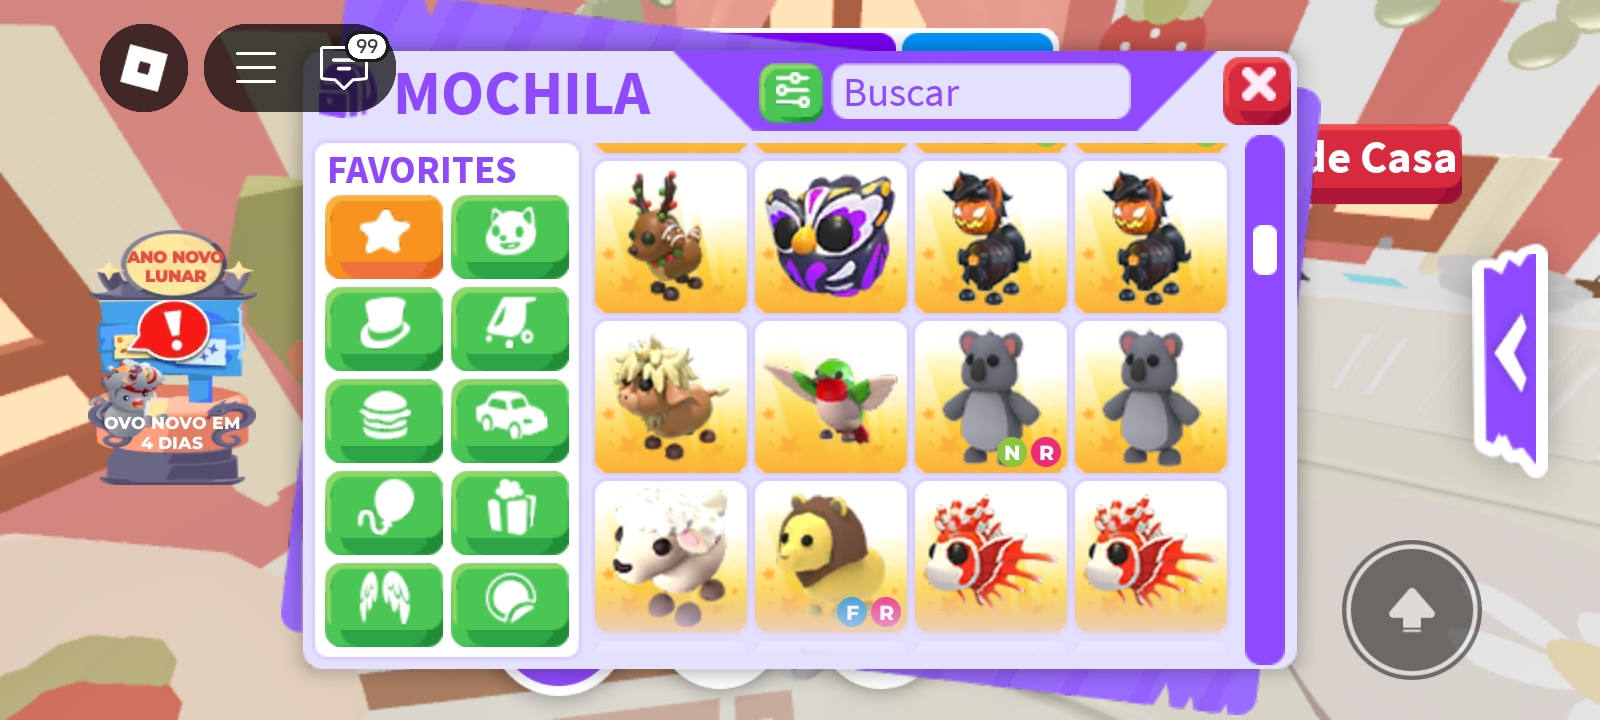 99
MOCHILA
Buscar
FAVORITES
de Casa
ANO NOVO
LUNAR
!
OVO NOVO EM
4 DIAS
N R
F R